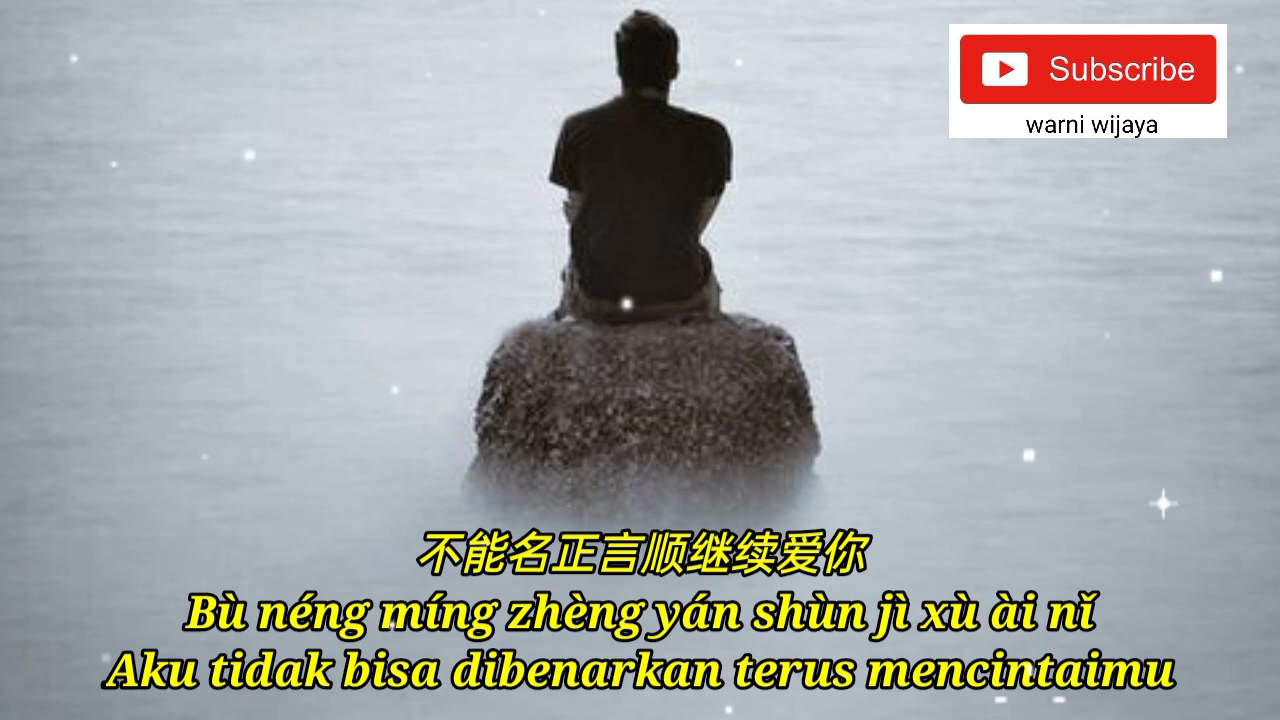 Subscribe
warni wijaya
不能名正言顺继续爱你
Bù néng míng zhèng yán shùn jì xù ài nǐ
Aku tidak bisa dibenarkan terus mencintaimu